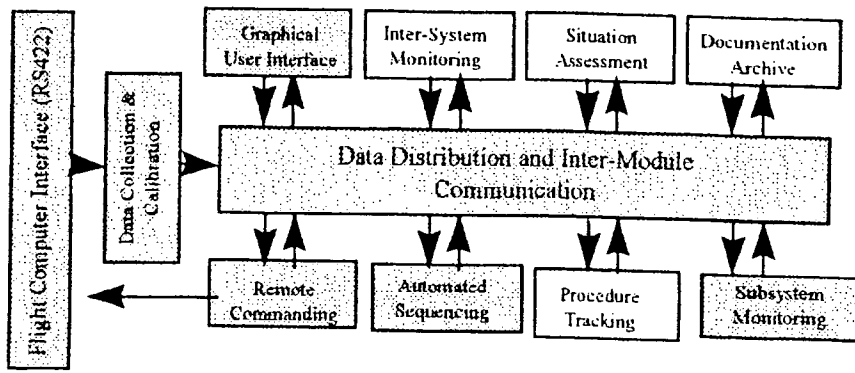 Flight Computer Interface (RS422)
Data Collection &
Calibration
Graphical
User Interface
Inter-System
Monitoring
Situation
Assessment
Documentation
Archive
Data Distribution and Inter-Module
Communication
Remote
Commanding
Automated
Sequencing
Procedure
Tracking
Subsystem
Monitoring